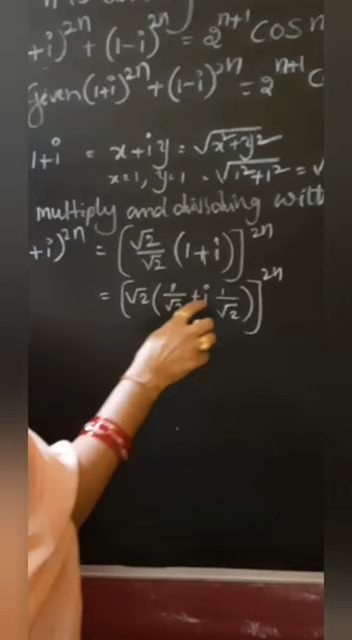 +i)^2n + (1-i)^2n = 2^n+1 COS n
Given (1+i)^2n + (1-i)^2n = 2^n+1 C
1+i = x+iy = √x²+y²
x=1, y=1 = √1²+1² = √
multiply and dissolving with
+i)^2n = [√2/√2 (1+i)]^2n
= [√2 (1/√2 +i 1/√2)]^2n